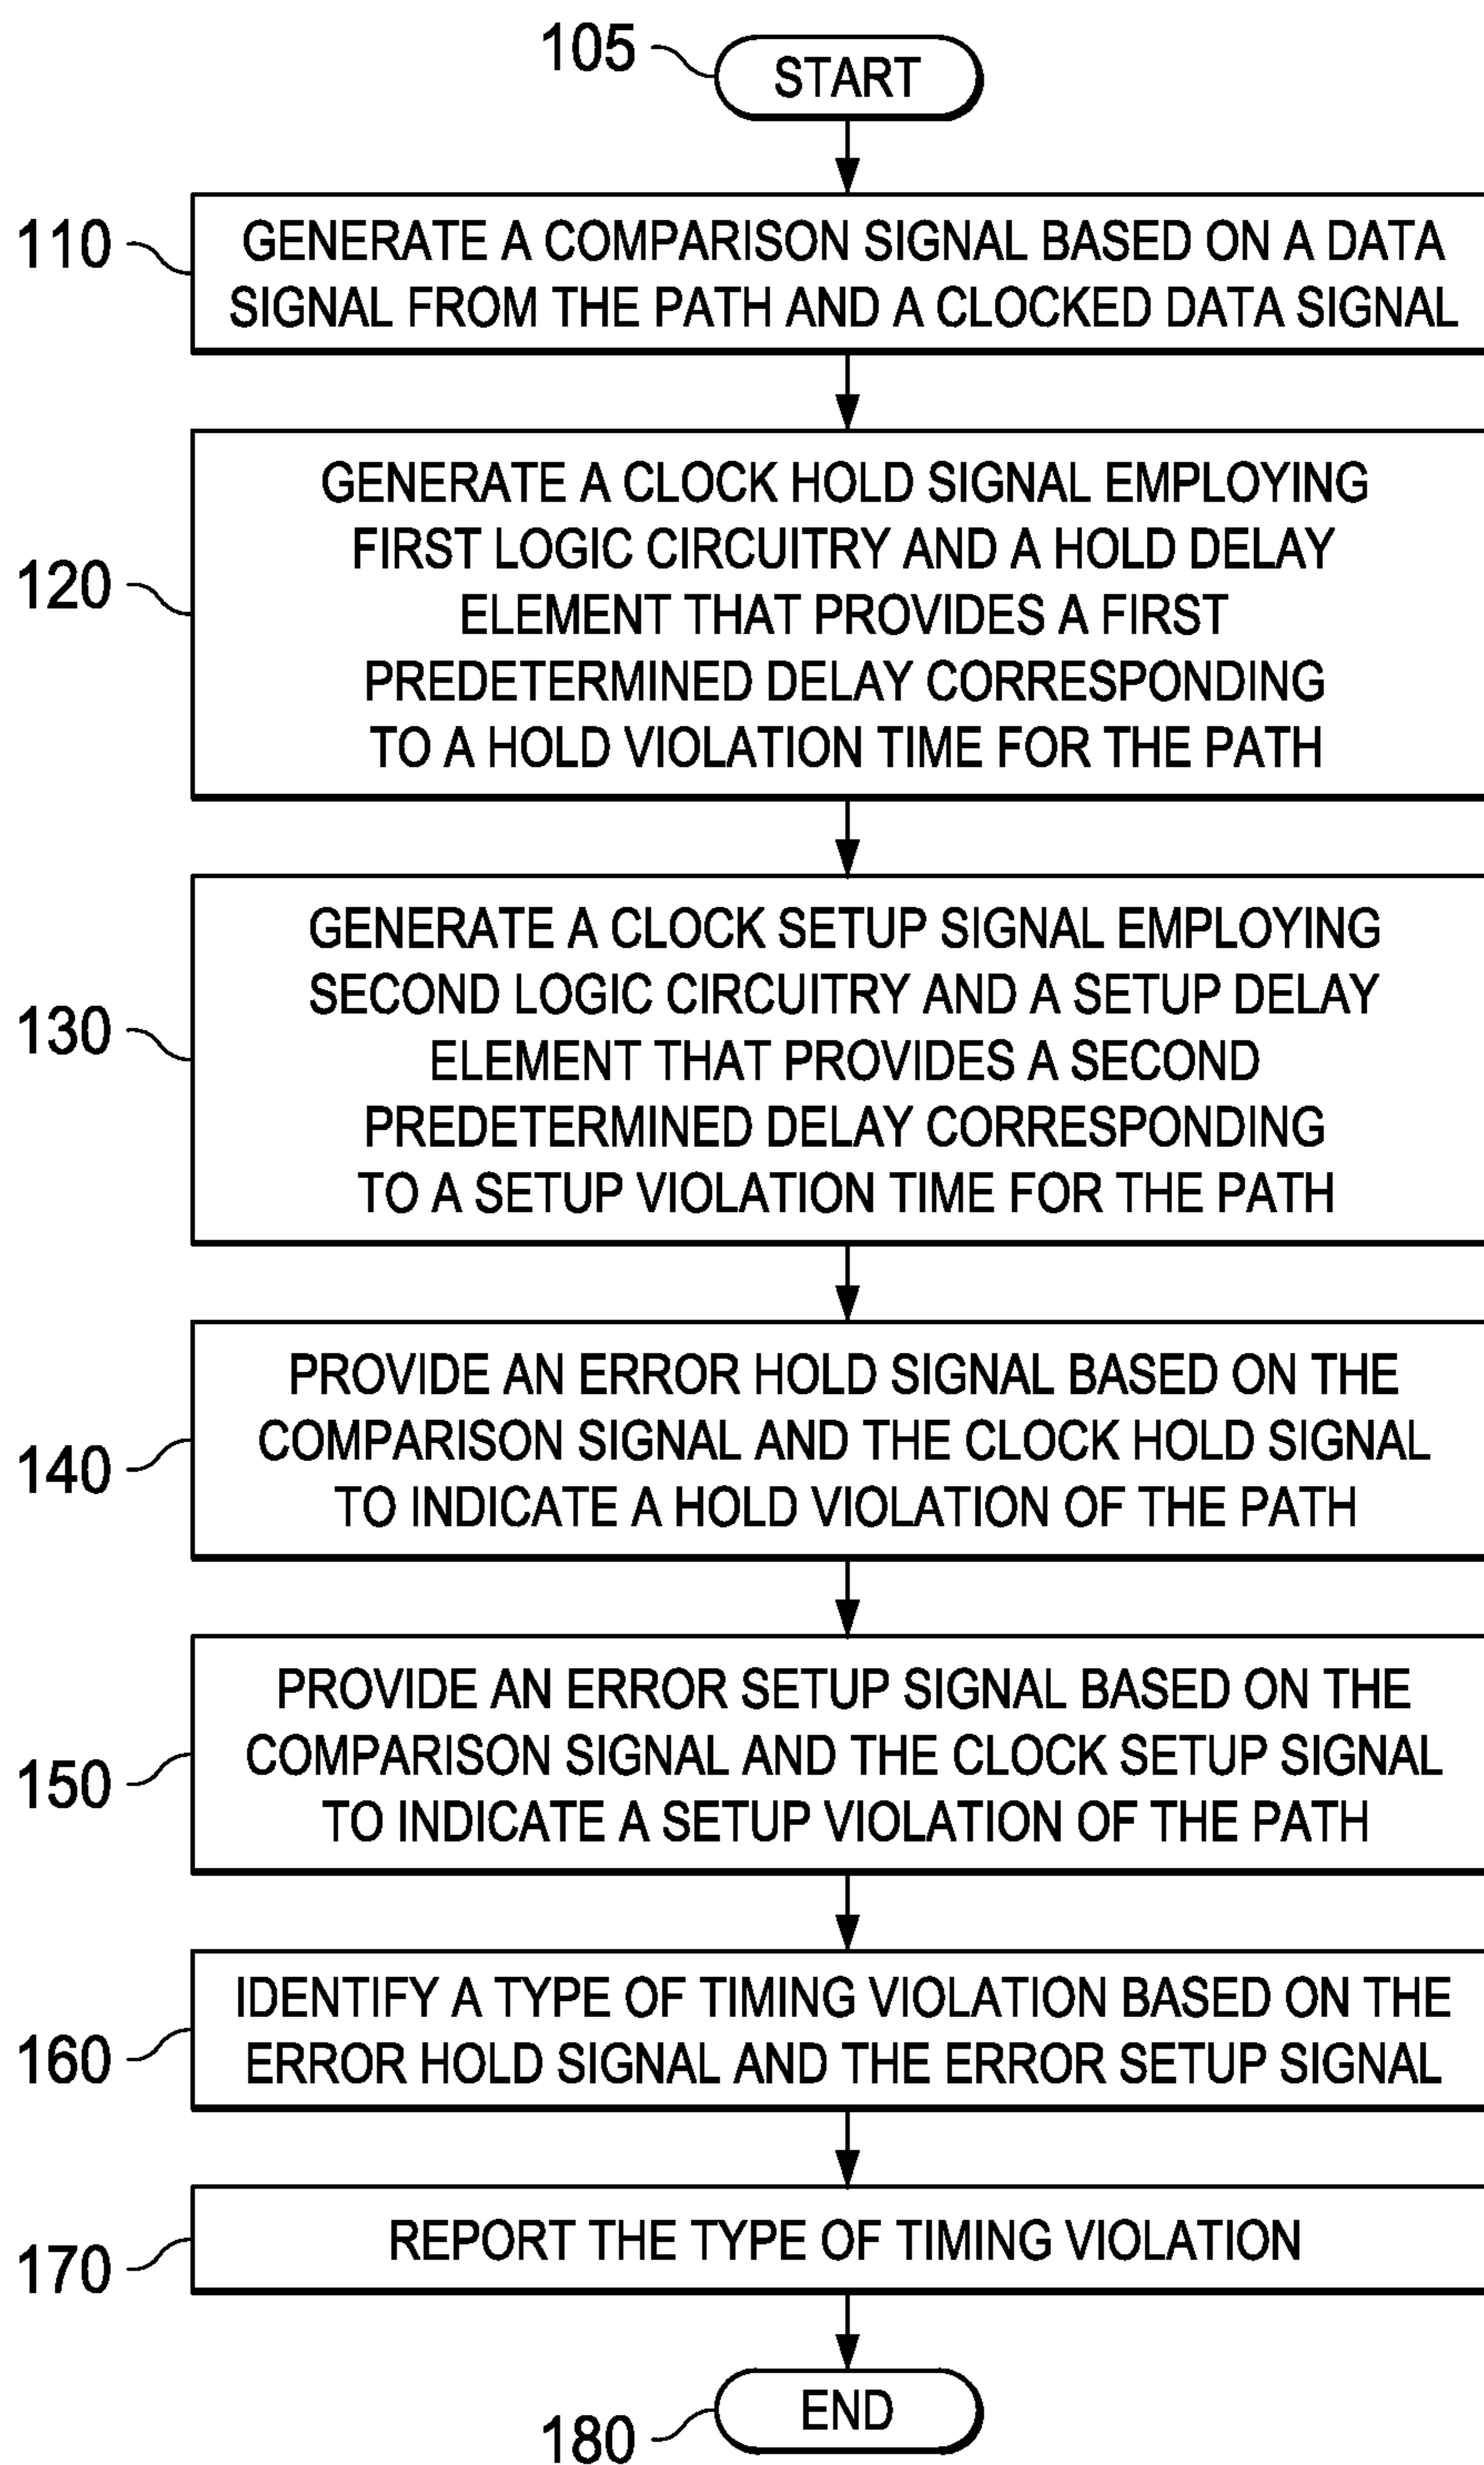 105
START
110
GENERATE A COMPARISON SIGNAL BASED ON A DATA
SIGNAL FROM THE PATH AND A CLOCKED DATA SIGNAL
120
GENERATE A CLOCK HOLD SIGNAL EMPLOYING
FIRST LOGIC CIRCUITRY AND A HOLD DELAY
ELEMENT THAT PROVIDES A FIRST
PREDETERMINED DELAY CORRESPONDING
TO A HOLD VIOLATION TIME FOR THE PATH
130
GENERATE A CLOCK SETUP SIGNAL EMPLOYING
SECOND LOGIC CIRCUITRY AND A SETUP DELAY
ELEMENT THAT PROVIDES A SECOND
PREDETERMINED DELAY CORRESPONDING
TO A SETUP VIOLATION TIME FOR THE PATH
140
PROVIDE AN ERROR HOLD SIGNAL BASED ON THE
COMPARISON SIGNAL AND THE CLOCK HOLD SIGNAL
TO INDICATE A HOLD VIOLATION OF THE PATH
150
PROVIDE AN ERROR SETUP SIGNAL BASED ON THE
COMPARISON SIGNAL AND THE CLOCK SETUP SIGNAL
TO INDICATE A SETUP VIOLATION OF THE PATH
160
IDENTIFY A TYPE OF TIMING VIOLATION BASED ON THE
ERROR HOLD SIGNAL AND THE ERROR SETUP SIGNAL
170
REPORT THE TYPE OF TIMING VIOLATION
180
END